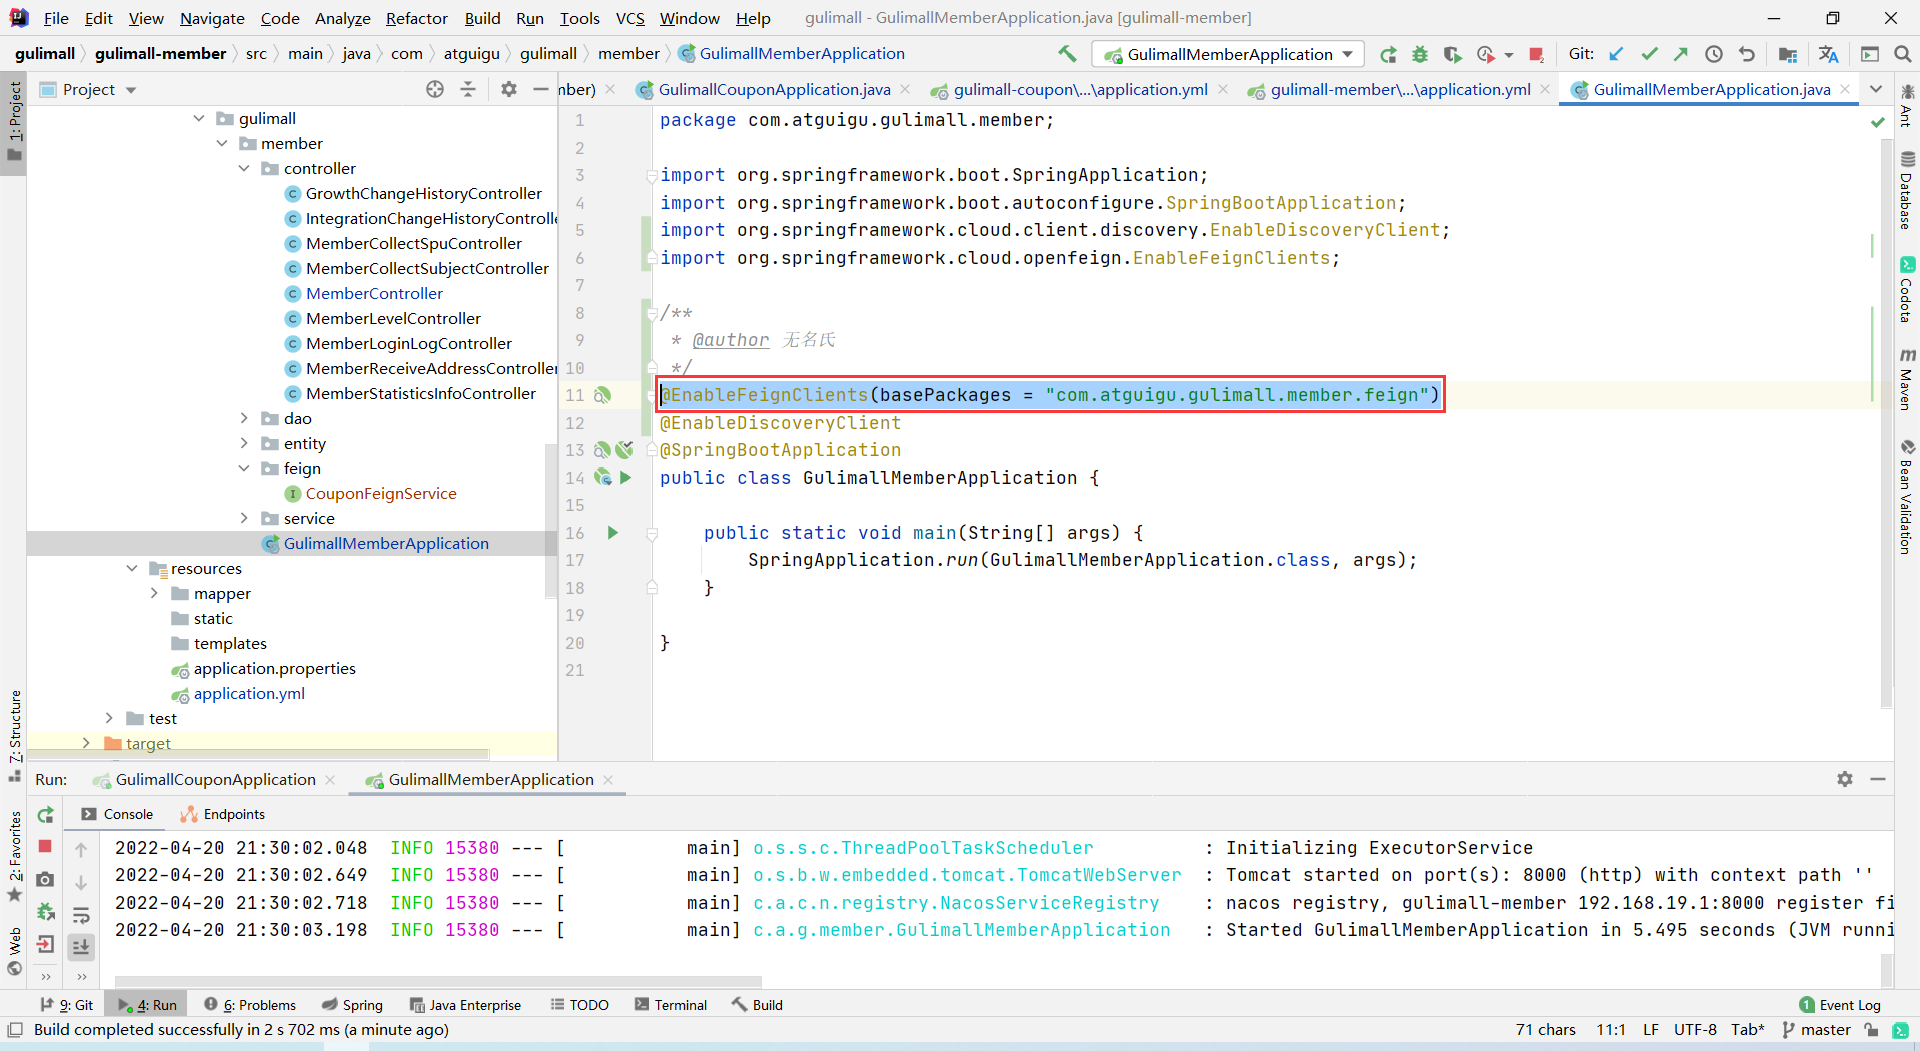 File Edit View Navigate Code Analyze Refactor Build Run Tools VCS Window Help gulimall - GulimallMemberApplication.java [gulimall-member]
gulimall gulimall-member src main java com atguigu gulimall member GulimallMemberApplication GulimallMemberApplication Git:
1: Project
7: Structure
2: Favorites
Web
Project
gulimall
member
controller
GrowthChangeHistoryController
IntegrationChangeHistoryControlle
MemberCollectSpuController
MemberCollectSubjectController
MemberController
MemberLevelController
MemberLoginLogController
MemberReceiveAddressController
MemberStatisticsInfoController
dao
entity
feign
CouponFeignService
service
GulimallMemberApplication
resources
mapper
static
templates
application.properties
application.yml
test
target
mber) GulimallCouponApplication.java gulimall-coupon\...\application.yml gulimall-member\...\application.yml GulimallMemberApplication.java
1 package com.atguigu.gulimall.member;
2
3 import org.springframework.boot.SpringApplication;
4 import org.springframework.boot.autoconfigure.SpringBootApplication;
5 import org.springframework.cloud.client.discovery.EnableDiscoveryClient;
6 import org.springframework.cloud.openfeign.EnableFeignClients;
7
8 /**
9 * @author 无名氏
10 */
11 @EnableFeignClients(basePackages = "com.atguigu.gulimall.member.feign")
12 @EnableDiscoveryClient
13 @SpringBootApplication
14 public class GulimallMemberApplication {
15
16 public static void main(String[] args) {
17 SpringApplication.run(GulimallMemberApplication.class, args);
18 }
19
20 }
21
Ant
Database
Codota
Maven
Bean Validation
Run: GulimallCouponApplication GulimallMemberApplication
Console Endpoints
2022-04-20 21:30:02.048 INFO 15380 --- [ main] o.s.s.c.ThreadPoolTaskScheduler : Initializing ExecutorService
2022-04-20 21:30:02.649 INFO 15380 --- [ main] o.s.b.w.embedded.tomcat.TomcatWebServer : Tomcat started on port(s): 8000 (http) with context path ''
2022-04-20 21:30:02.718 INFO 15380 --- [ main] c.a.c.n.registry.NacosServiceRegistry : nacos registry, gulimall-member 192.168.19.1:8000 register fi
2022-04-20 21:30:03.198 INFO 15380 --- [ main] c.a.g.member.GulimallMemberApplication : Started GulimallMemberApplication in 5.495 seconds (JVM runni
9: Git 4: Run 6: Problems Spring Java Enterprise TODO Terminal Build 1 Event Log
Build completed successfully in 2 s 702 ms (a minute ago) 71 chars 11:1 LF UTF-8 Tab* master